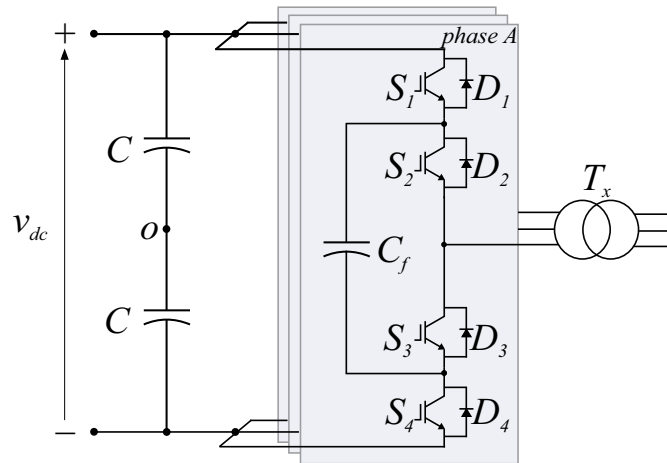 +
phase A
S1
D1
C
S2
D2
Tx
vdc
o
Cf
C
S3
D3
S4
D4
−